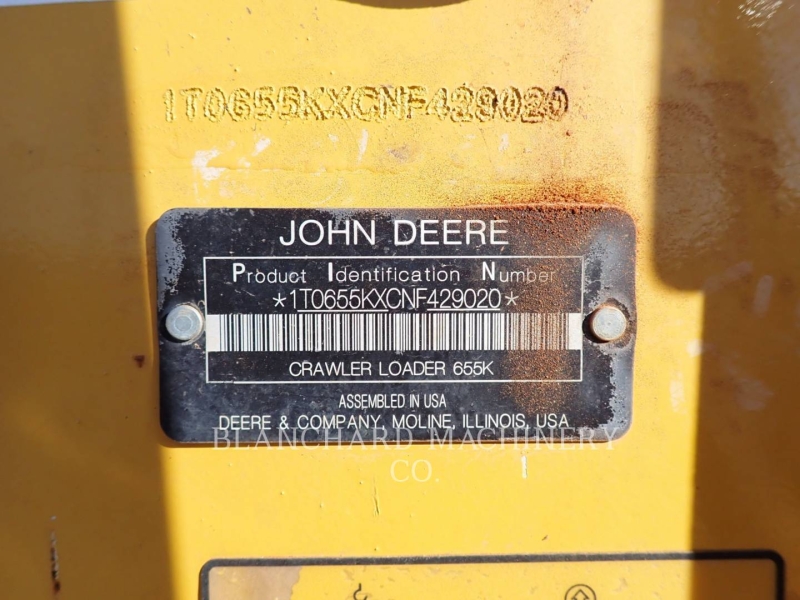 1T0655KXCNF429020
JOHN DEERE
Product Identification Number
*1T0655KXCNF429020*
CRAWLER LOADER 655K
ASSEMBLED IN USA
DEERE & COMPANY, MOLINE, ILLINOIS, USA
BLANCHARD MACHINERY
CO.
1